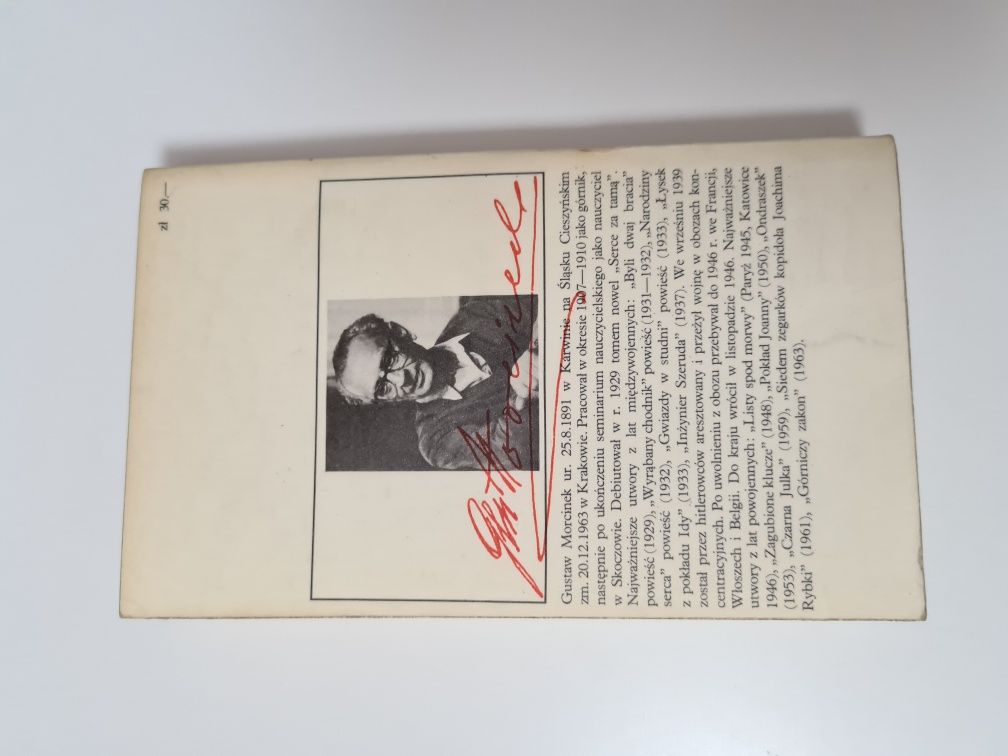 zł 30.—
Gustaw Morcinek ur. 25.8.1891 w Karwinie na Śląsku Cieszyńskim
zm. 20.12.1963 w Krakowie. Pracował w okresie 1907—1910 jako górnik,
następnie po ukończeniu seminarium nauczycielskiego jako nauczyciel
w Skoczowie. Debiutował w r. 1929 tomem nowel „Serce za tamą".
Najważniejsze utwory z lat międzywojennych: „Byli dwaj bracia"
powieść (1929), „Wyrąbany chodnik" powieść (1931—1932), „Narodziny
serca" powieść (1932), „Gwiazdy w studni" powieść (1933), „Łysek
z pokładu Idy" (1933), „Inżynier Szeruda" (1937). We wrześniu 1939
został przez hitlerowców aresztowany i przeżył wojnę w obozach kon-
centracyjnych. Po uwolnieniu z obozu przebywał do 1946 r. we Francji,
Włoszech i Belgii. Do kraju wrócił w listopadzie 1946. Najważniejsze
utwory z lat powojennych: „Listy spod morwy" (Paryż 1945, Katowice
1946), „Zagubione klucze" (1948), „Pokład Joanny" (1950), „Ondraszek"
(1953), „Czarna Julka" (1959), „Siedem zegarków kopidoła Joachima
Rybki" (1961), „Górniczy zakon" (1963).